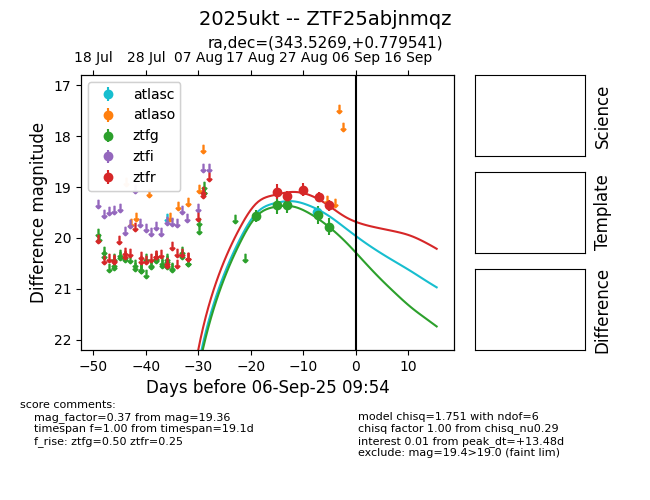 2025ukt -- ZTF25abjnmqz
ra,dec=(343.5269,+0.779541)
18 Jul 28 Jul 07 Aug 17 Aug 27 Aug 06 Sep 16 Sep
17
18
19
20
21
22
Difference magnitude
atlasc
atlaso
ztfg
ztfi
ztfr
−50 −40 −30 −20 −10 0 10
Days before 06-Sep-25 09:54
Science
Template
Difference
score comments:
mag_factor=0.37 from mag=19.36
timespan f=1.00 from timespan=19.1d
f_rise: ztfg=0.50 ztfr=0.25
model chisq=1.751 with ndof=6
chisq factor 1.00 from chisq_nu0.29
interest 0.01 from peak_dt=+13.48d
exclude: mag=19.4>19.0 (faint lim)